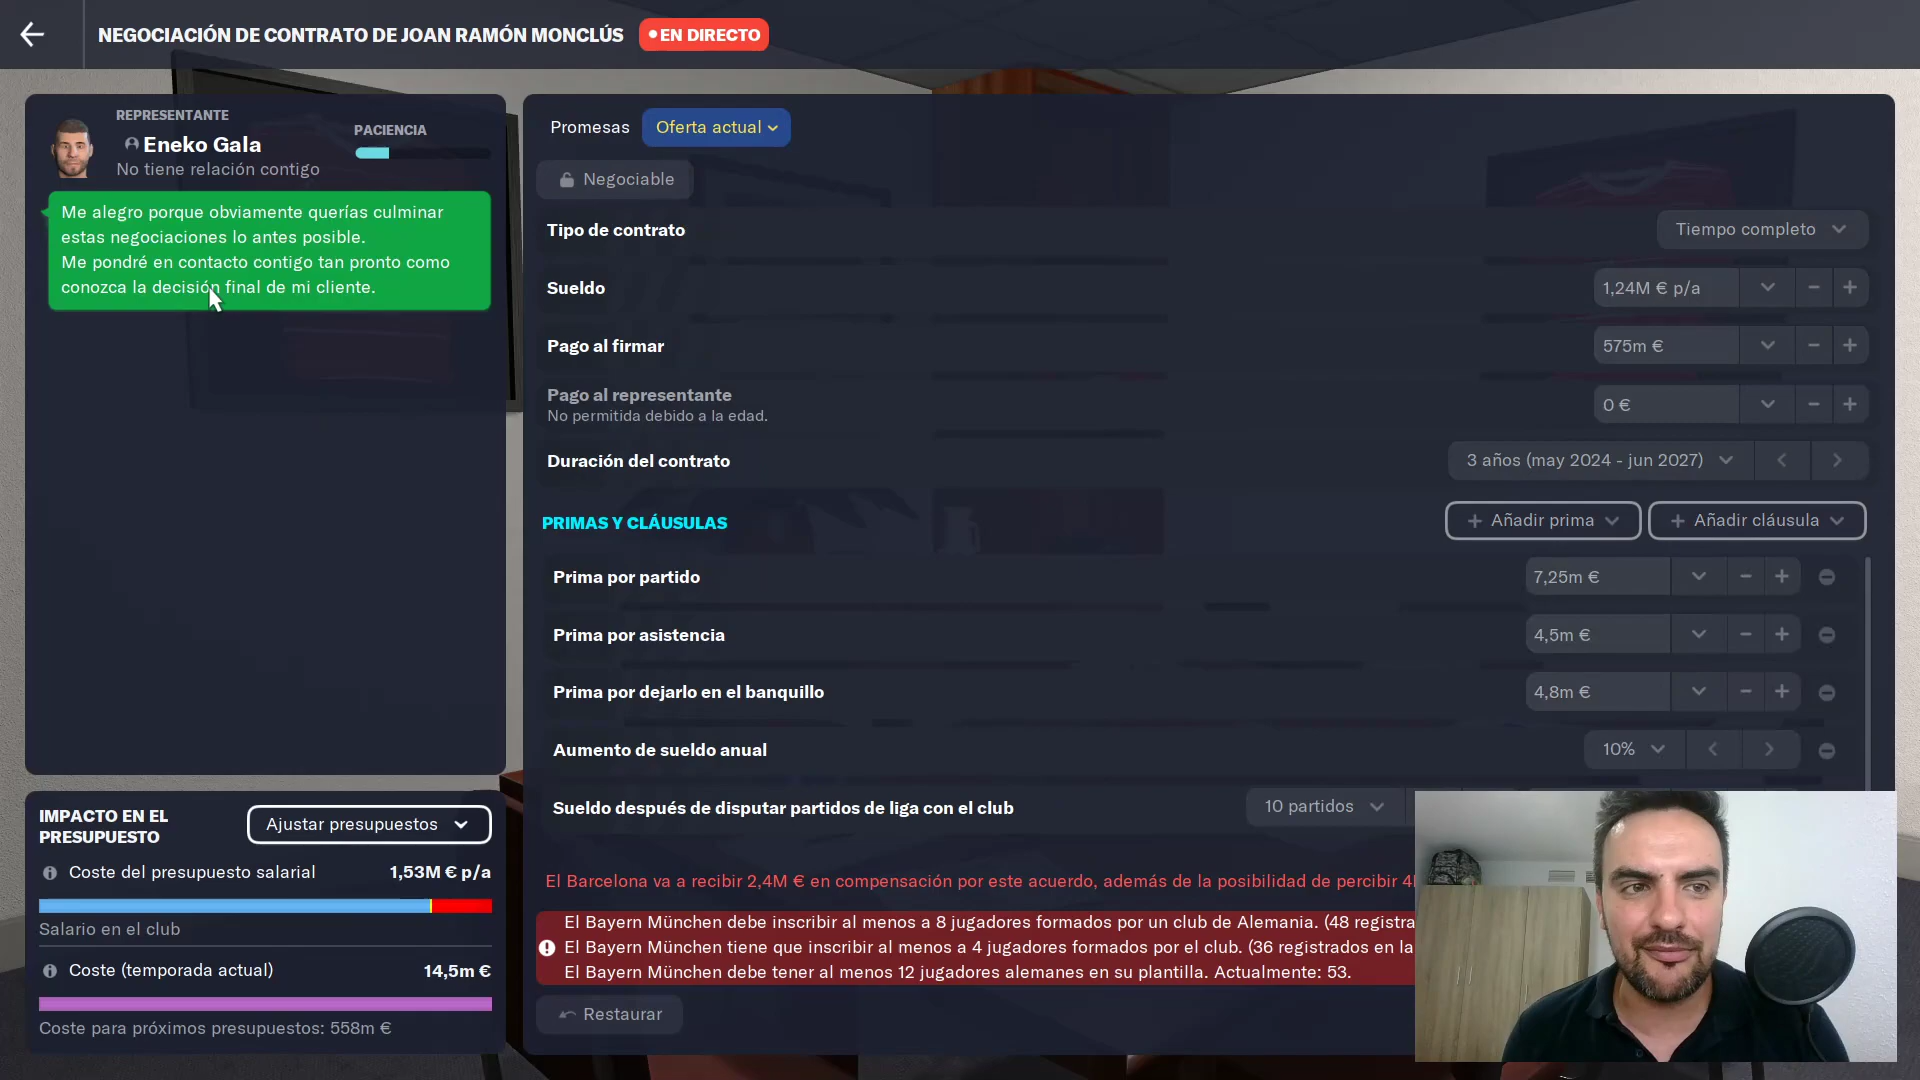 NEGOCIACIÓN DE CONTRATO DE JOAN RAMÓN MONCLÚS
EN DIRECTO
REPRESENTANTE
Eneko Gala
No tiene relación contigo
PACIENCIA
Me alegro porque obviamente querías culminar
estas negociaciones lo antes posible.
Me pondré en contacto contigo tan pronto como
conozca la decisión final de mi cliente.
Promesas
Oferta actual
Negociable
Tipo de contrato
Tiempo completo
Sueldo
1,24M € p/a
Pago al firmar
575m €
Pago al representante
No permitida debido a la edad.
0 €
Duración del contrato
3 años (may 2024 - jun 2027)
PRIMAS Y CLÁUSULAS
+ Añadir prima
+ Añadir cláusula
Prima por partido
7,25m €
Prima por asistencia
4,5m €
Prima por dejarlo en el banquillo
4,8m €
Aumento de sueldo anual
10%
Sueldo después de disputar partidos de liga con el club
10 partidos
El Barcelona va a recibir 2,4M € en compensación por este acuerdo, además de la posibilidad de percibir
El Bayern München debe inscribir al menos a 8 jugadores formados por un club de Alemania. (48 registra
El Bayern München tiene que inscribir al menos a 4 jugadores formados por el club. (36 registrados en la
El Bayern München debe tener al menos 12 jugadores alemanes en su plantilla. Actualmente: 53.
Restaurar
IMPACTO EN EL
PRESUPUESTO
Ajustar presupuestos
Coste del presupuesto salarial
1,53M € p/a
Salario en el club
Coste (temporada actual)
14,5m €
Coste para próximos presupuestos: 558m €